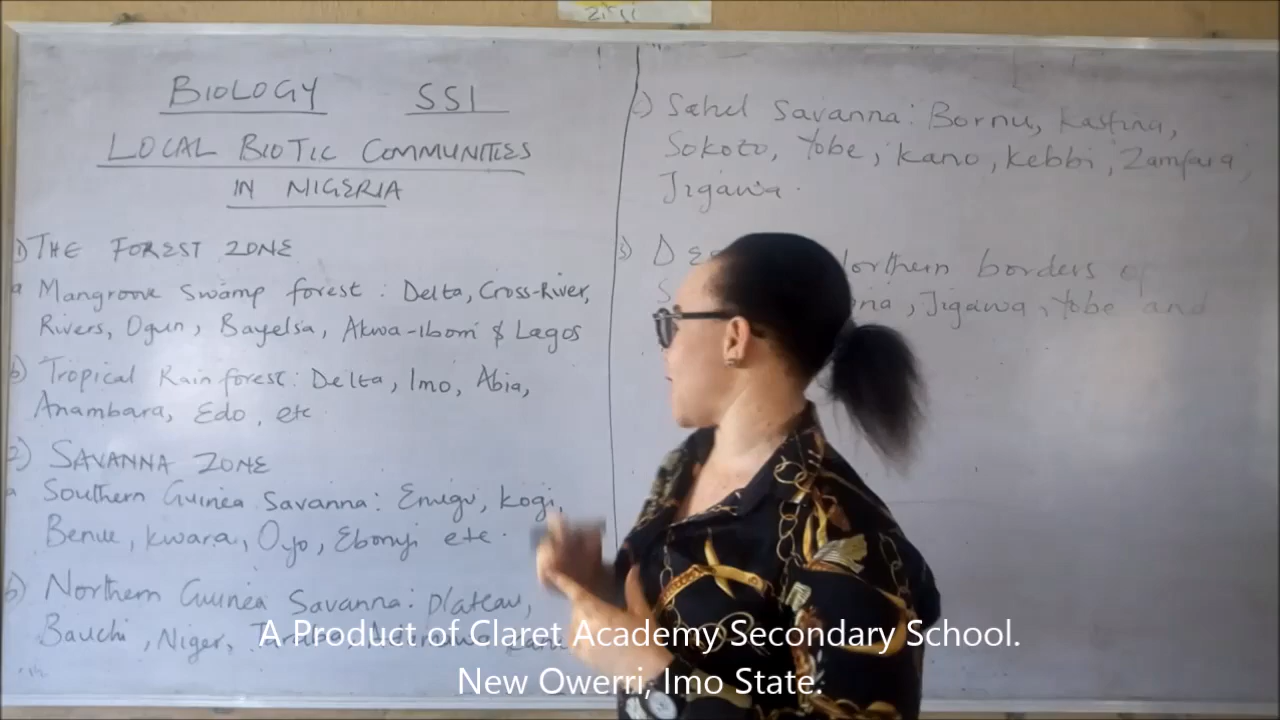 BIOLOGY SS1
LOCAL BIOTIC COMMUNITIES
IN NIGERIA
1) THE FOREST ZONE
a Mangroove Swamp forest : Delta, Cross-River,
Rivers, Ogun, Bayelsa, Akwa-Ibom & Lagos
b) Tropical Rain forest: Delta, Imo, Abia,
Anambara, Edo, etc
2) SAVANNA ZONE
a Southern Guinea Savanna: Enugu, Kogi,
Benue, Kwara, Oyo, Ebonyi etc.
b) Northern Guinea Savanna: Plateau,
Bauchi, Niger,
c) Sahel Savanna: Bornu, Kastina,
Sokoto, Yobe, Kano, Kebbi, Zamfara,
Jigawa.
3) Northern borders of
Jigawa, Yobe and
A Product of Claret Academy Secondary School.
New Owerri, Imo State.